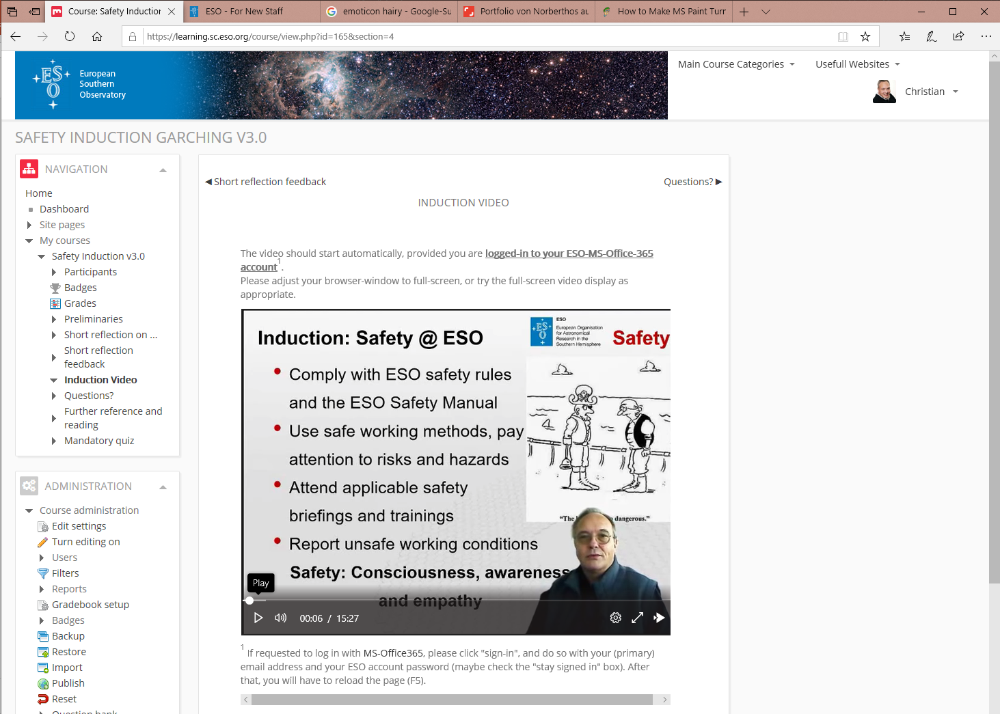 Course: Safety Induction
ESO - For New Staff
emoticon hairy - Google-Su
Portfolio von Norberthos au
How to Make MS Paint Turn
https://learning.sc.eso.org/course/view.php?id=165&section=4
ESO
European
Southern
Observatory
Main Course Categories
Usefull Websites
Christian
SAFETY INDUCTION GARCHING V3.0
NAVIGATION
Home
Dashboard
Site pages
My courses
Safety Induction v3.0
Participants
Badges
Grades
Preliminaries
Short reflection on ...
Short reflection
feedback
Induction Video
Questions?
Further reference and
reading
Mandatory quiz
ADMINISTRATION
Course administration
Edit settings
Turn editing on
Users
Filters
Reports
Gradebook setup
Badges
Backup
Restore
Import
Publish
Reset
Question bank
◀ Short reflection feedback
Questions? ▶
INDUCTION VIDEO
The video should start automatically, provided you are logged-in to your ESO-MS-Office-365
account1.
Please adjust your browser-window to full-screen, or try the full-screen video display as
appropriate.
Induction: Safety @ ESO
ESO
ESO
European Organisation
for Astronomical
Research in the
Southern Hemisphere
Safety
• Comply with ESO safety rules
and the ESO Safety Manual
• Use safe working methods, pay
attention to risks and hazards
• Attend applicable safety
briefings and trainings
• Report unsafe working conditions
Safety: Consciousness, awareness
and empathy
"The dangerous."
Play
00:06 / 15:27
1 If requested to log in with MS-Office365, please click "sign-in", and do so with your (primary)
email address and your ESO account password (maybe check the "stay signed in" box). After
that, you will have to reload the page (F5).